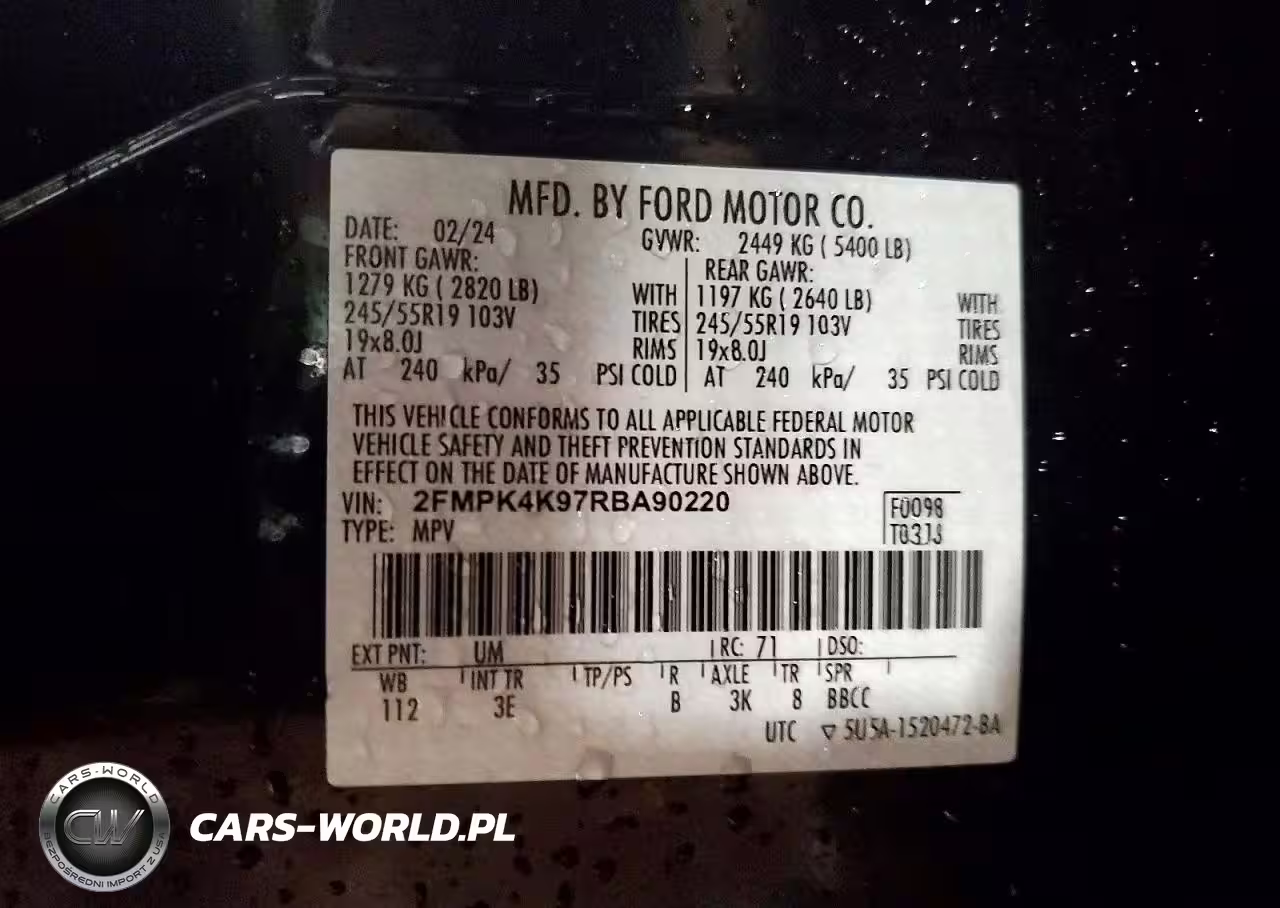 MFD. BY FORD MOTOR CO.
DATE: 02/24 GVWR: 2449 KG ( 5400 LB)
FRONT GAWR: REAR GAWR:
1279 KG ( 2820 LB) WITH 1197 KG ( 2640 LB) WITH
245/55R19 103V TIRES 245/55R19 103V TIRES
19x8.0J RIMS 19x8.0J RIMS
AT 240 kPa/ 35 PSI COLD AT 240 kPa/ 35 PSI COLD
THIS VEHICLE CONFORMS TO ALL APPLICABLE FEDERAL MOTOR
VEHICLE SAFETY AND THEFT PREVENTION STANDARDS IN
EFFECT ON THE DATE OF MANUFACTURE SHOWN ABOVE.
VIN: 2FMPK4K97RBA90220 F0098
TYPE: MPV
EXT PNT: UM RC: 71 DSO:
WB INT TR TP/PS R AXLE TR SPR
112 3E B 3K 8 BBCC
UTC ▽ 5U5A-1520472-BA
CARS-WORLD
CW
BEZPOŚREDNI IMPORT Z USA
CARS-WORLD.PL